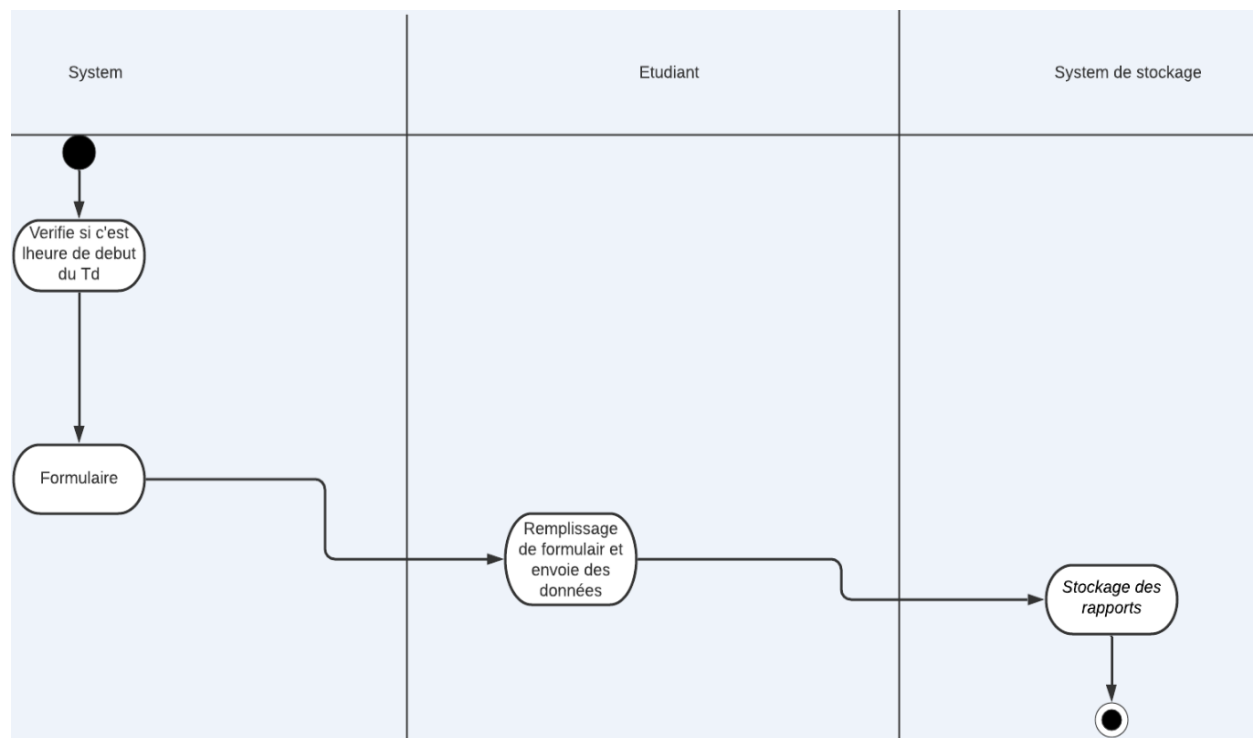 System
Etudiant
System de stockage
Verifie si c'est
lheure de debut
du Td
Formulaire
Remplissage
de formulair et
envoie des
données
Stockage des
rapports